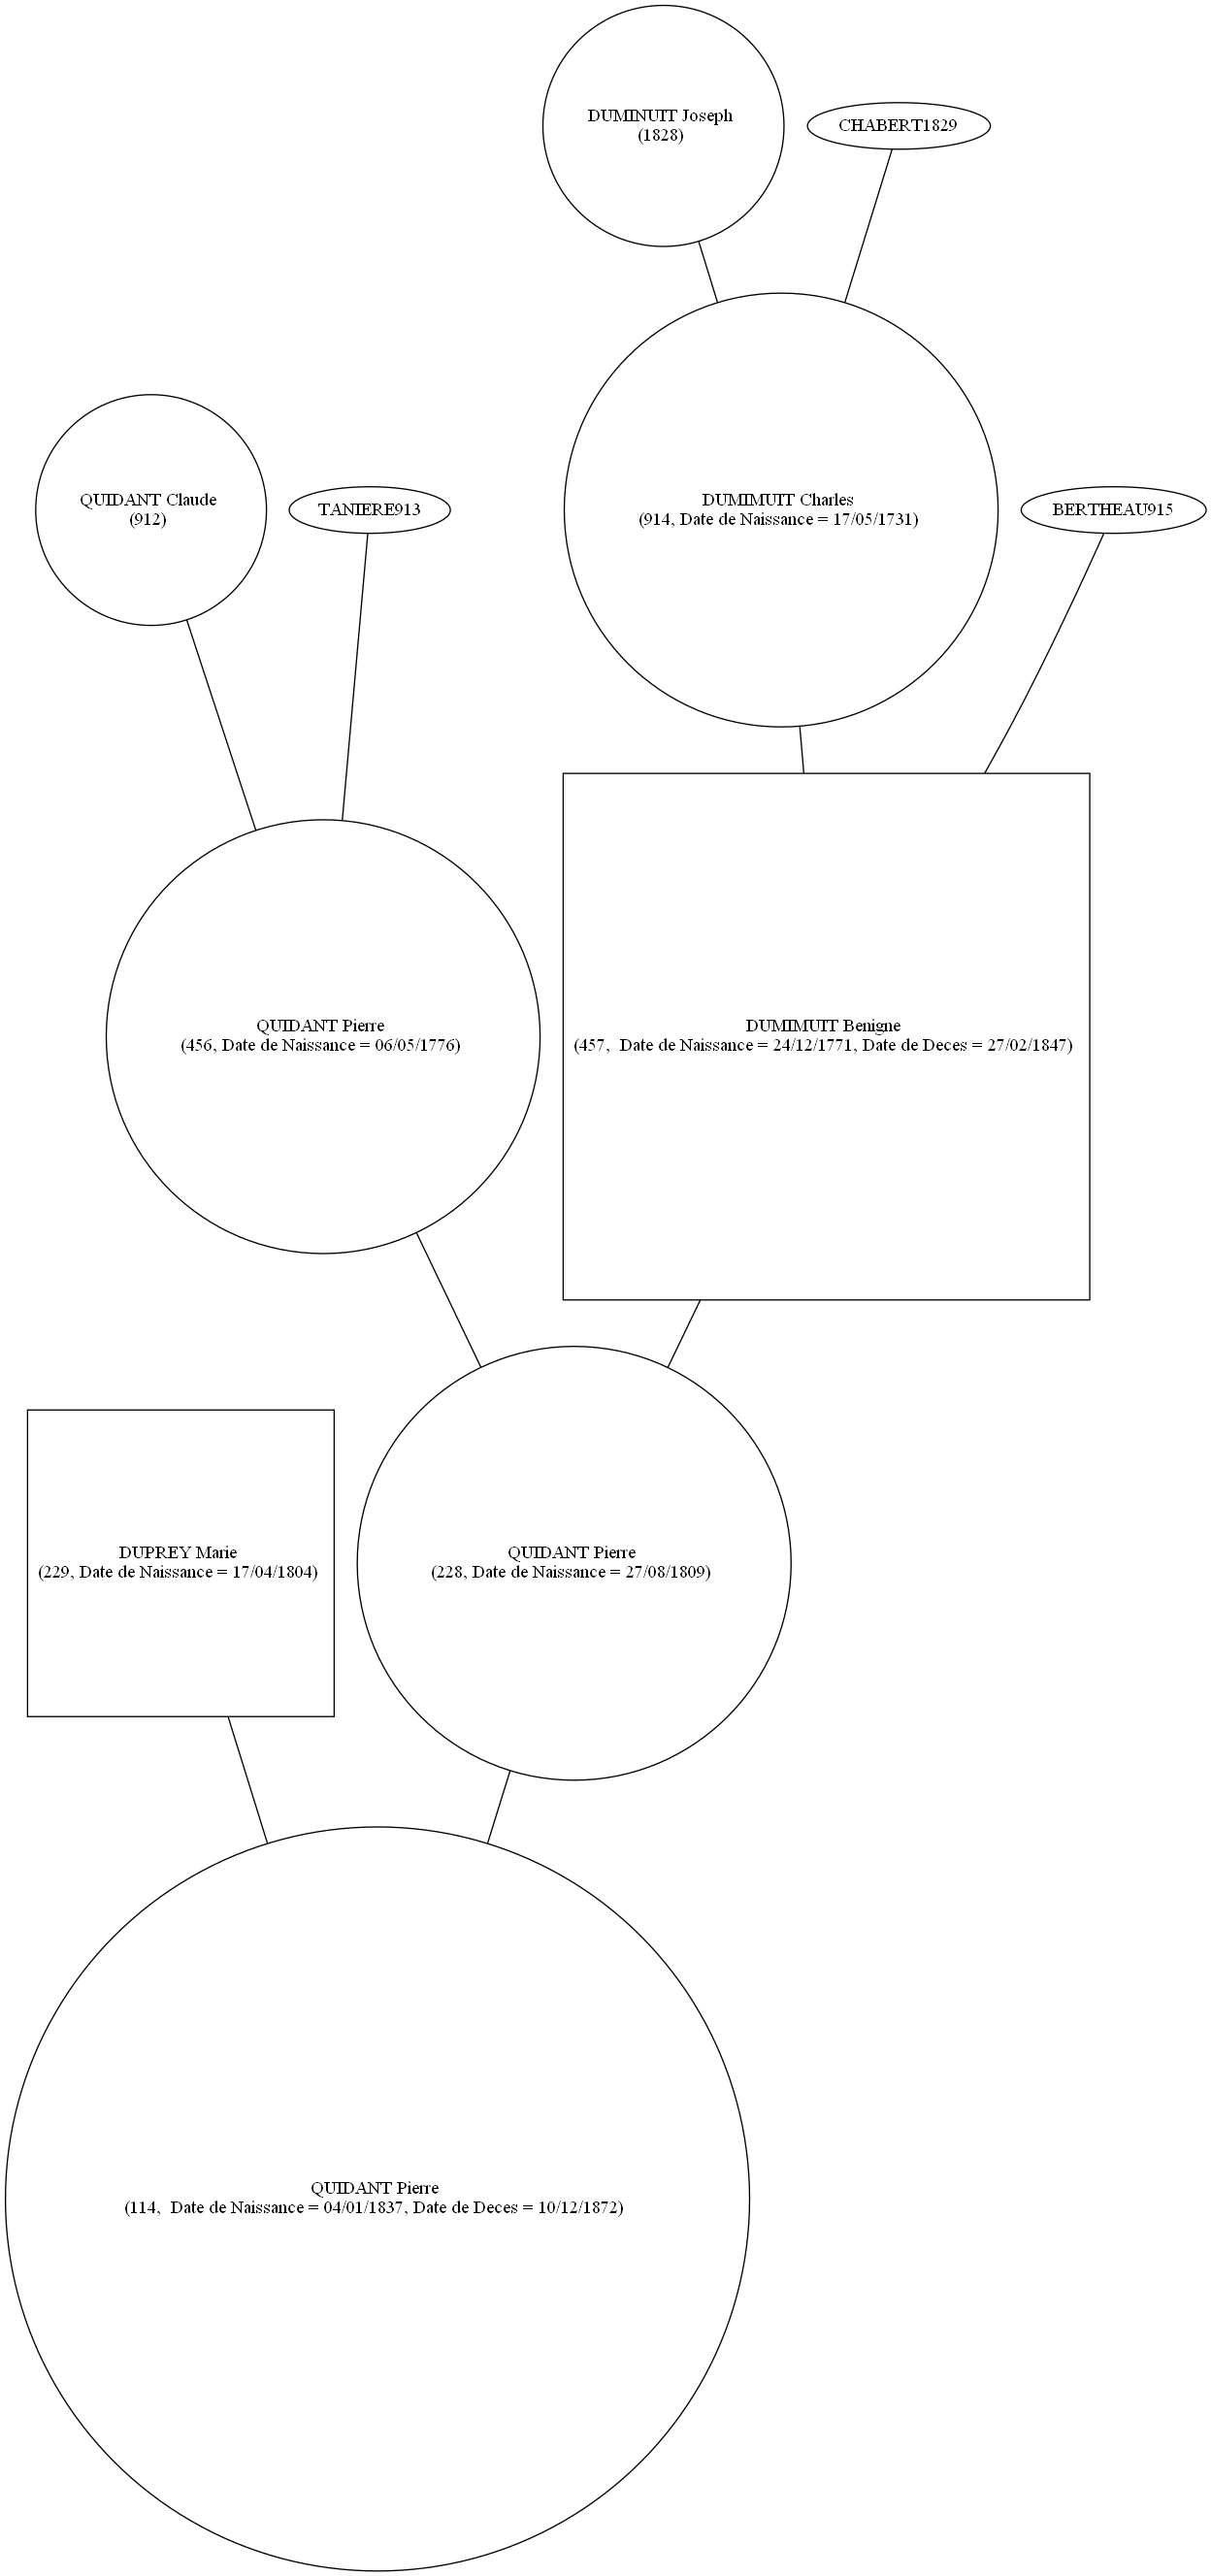 DUMINUIT Joseph
(1828)
CHABERT1829
QUIDANT Claude
(912)
TANIERE913
DUMIMUIT Charles
(914, Date de Naissance = 17/05/1731)
BERTHEAU915
QUIDANT Pierre
(456, Date de Naissance = 06/05/1776)
DUMIMUIT Benigne
(457,  Date de Naissance = 24/12/1771, Date de Deces = 27/02/1847)
DUPREY Marie
(229, Date de Naissance = 17/04/1804)
QUIDANT Pierre
(228, Date de Naissance = 27/08/1809)
QUIDANT Pierre
(114,  Date de Naissance = 04/01/1837, Date de Deces = 10/12/1872)